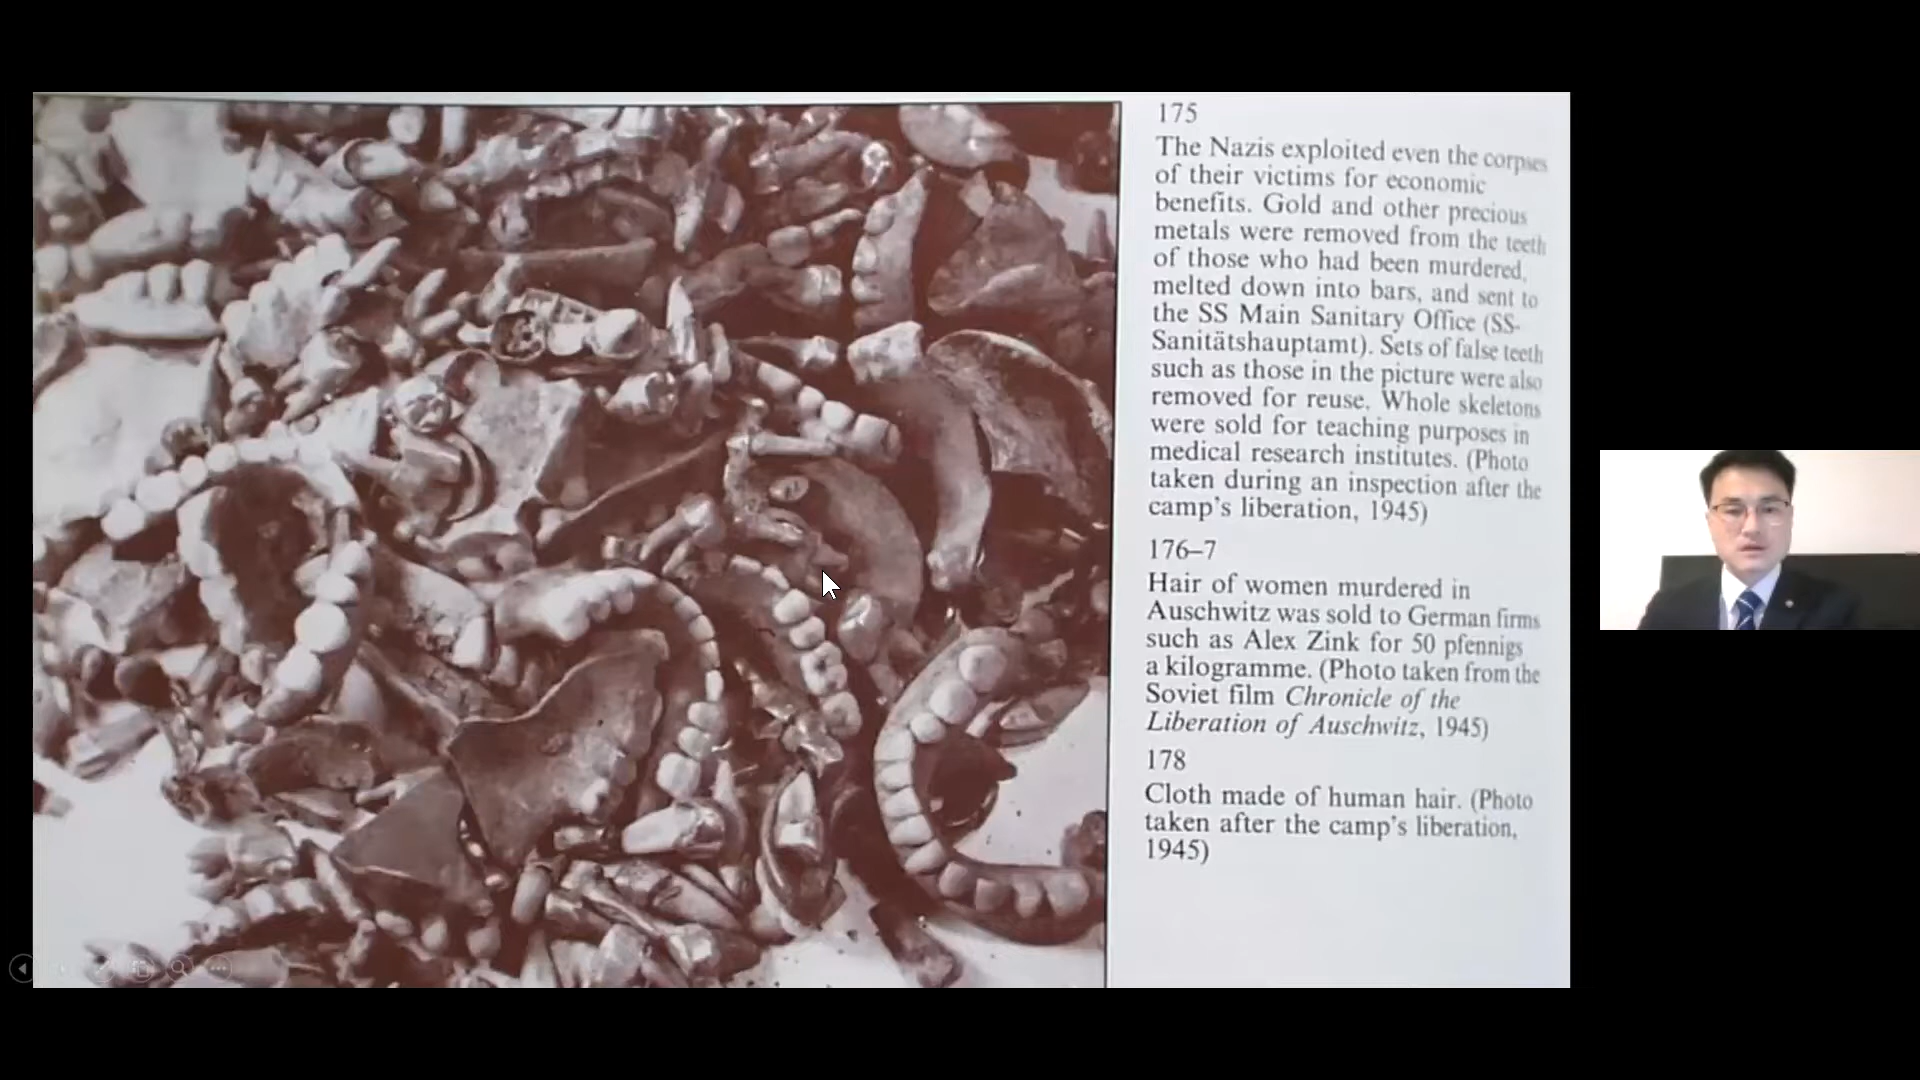 175
The Nazis exploited even the corpses
of their victims for economic
benefits. Gold and other precious
metals were removed from the teeth
of those who had been murdered,
melted down into bars, and sent to
the SS Main Sanitary Office (SS-
Sanitätshauptamt). Sets of false teeth
such as those in the picture were also
removed for reuse. Whole skeletons
were sold for teaching purposes in
medical research institutes. (Photo
taken during an inspection after the
camp's liberation, 1945)
176–7
Hair of women murdered in
Auschwitz was sold to German firms
such as Alex Zink for 50 pfennigs
a kilogramme. (Photo taken from the
Soviet film Chronicle of the
Liberation of Auschwitz, 1945)
178
Cloth made of human hair. (Photo
taken after the camp's liberation,
1945)